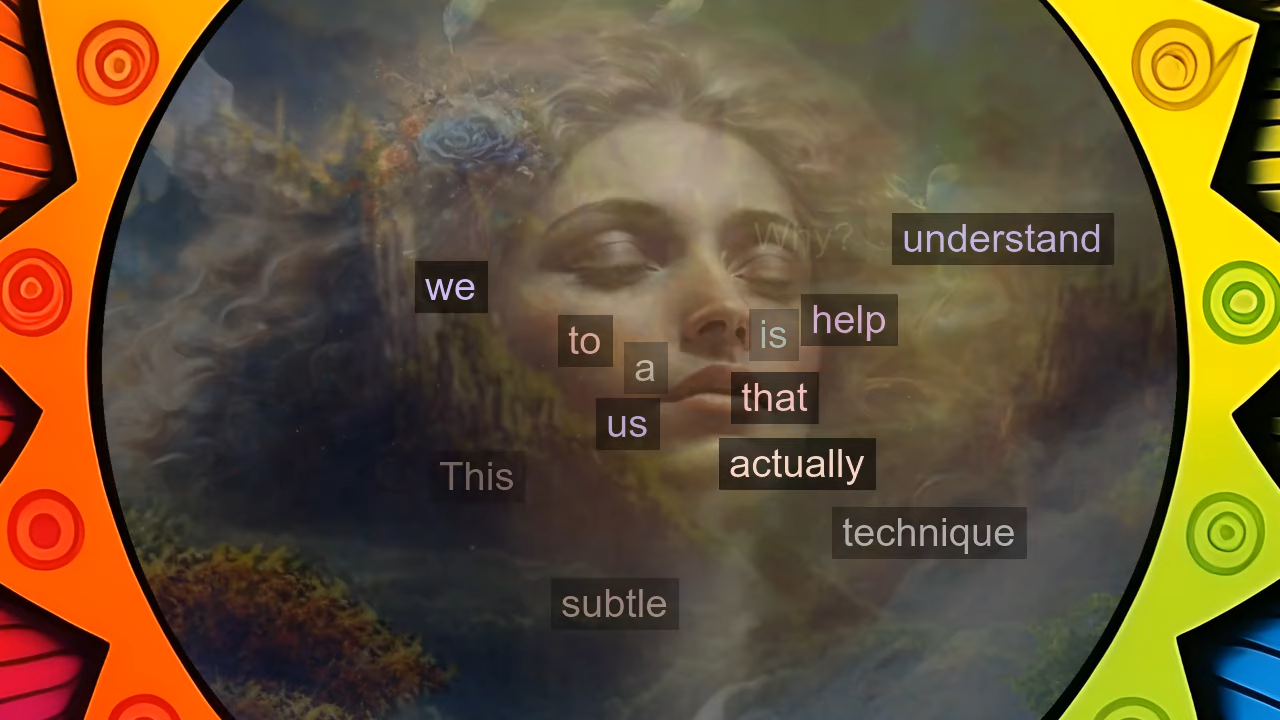 Why?
understand
we
help
to
is
a
that
us
actually
This
technique
subtle